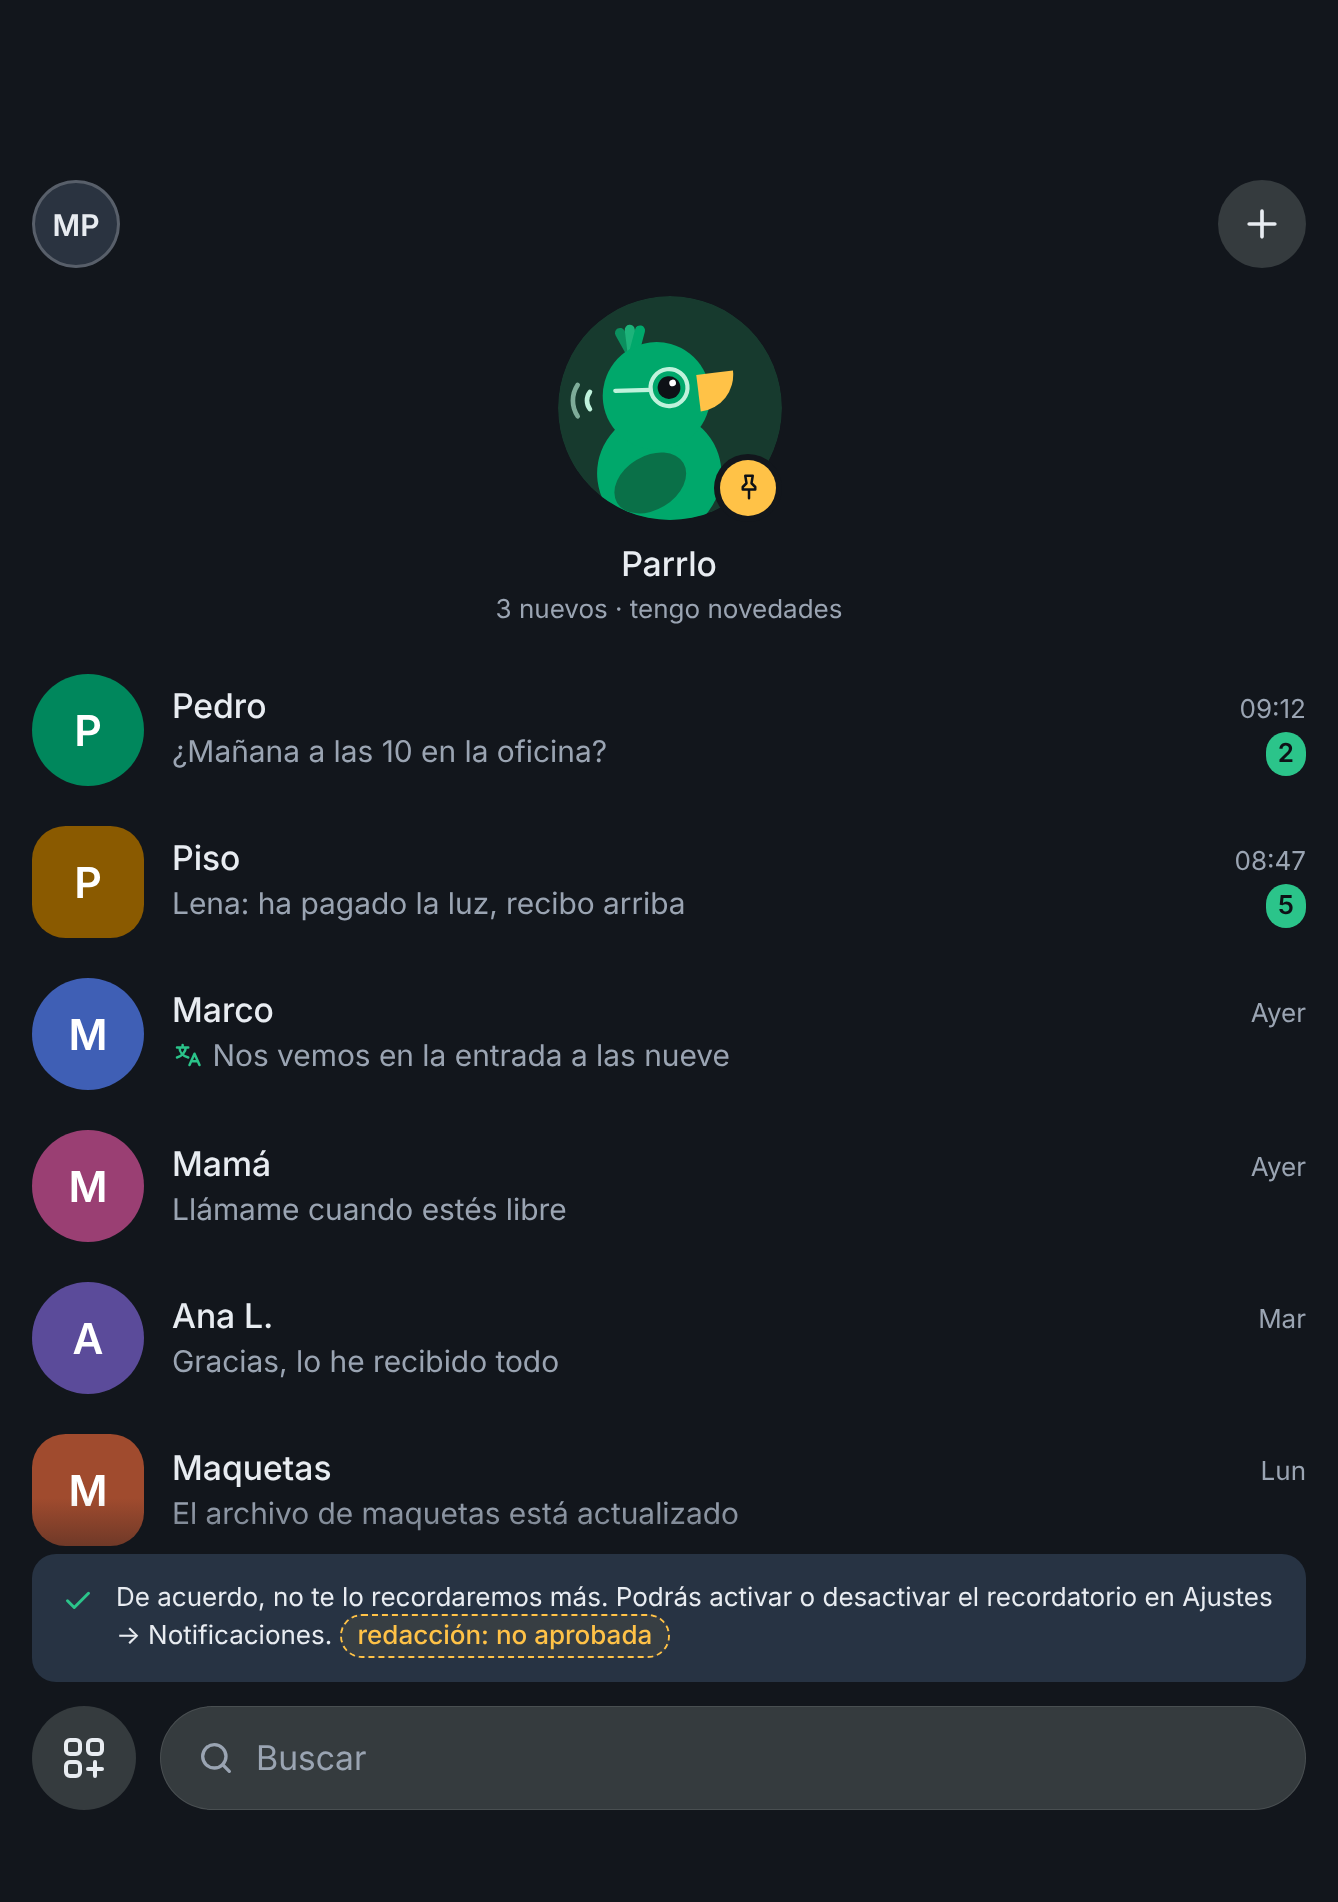 MP
Parrlo
3 nuevos · tengo novedades
P
Pedro
09:12
¿Mañana a las 10 en la oficina?
2
P
Piso
08:47
Lena: ha pagado la luz, recibo arriba
5
M
Marco
Ayer
Nos vemos en la entrada a las nueve
M
Mamá
Ayer
Llámame cuando estés libre
A
Ana L.
Mar
Gracias, lo he recibido todo
M
Maquetas
Lun
El archivo de maquetas está actualizado
De acuerdo, no te lo recordaremos más. Podrás activar o desactivar el recordatorio en Ajustes
→ Notificaciones. redacción: no aprobada
Buscar